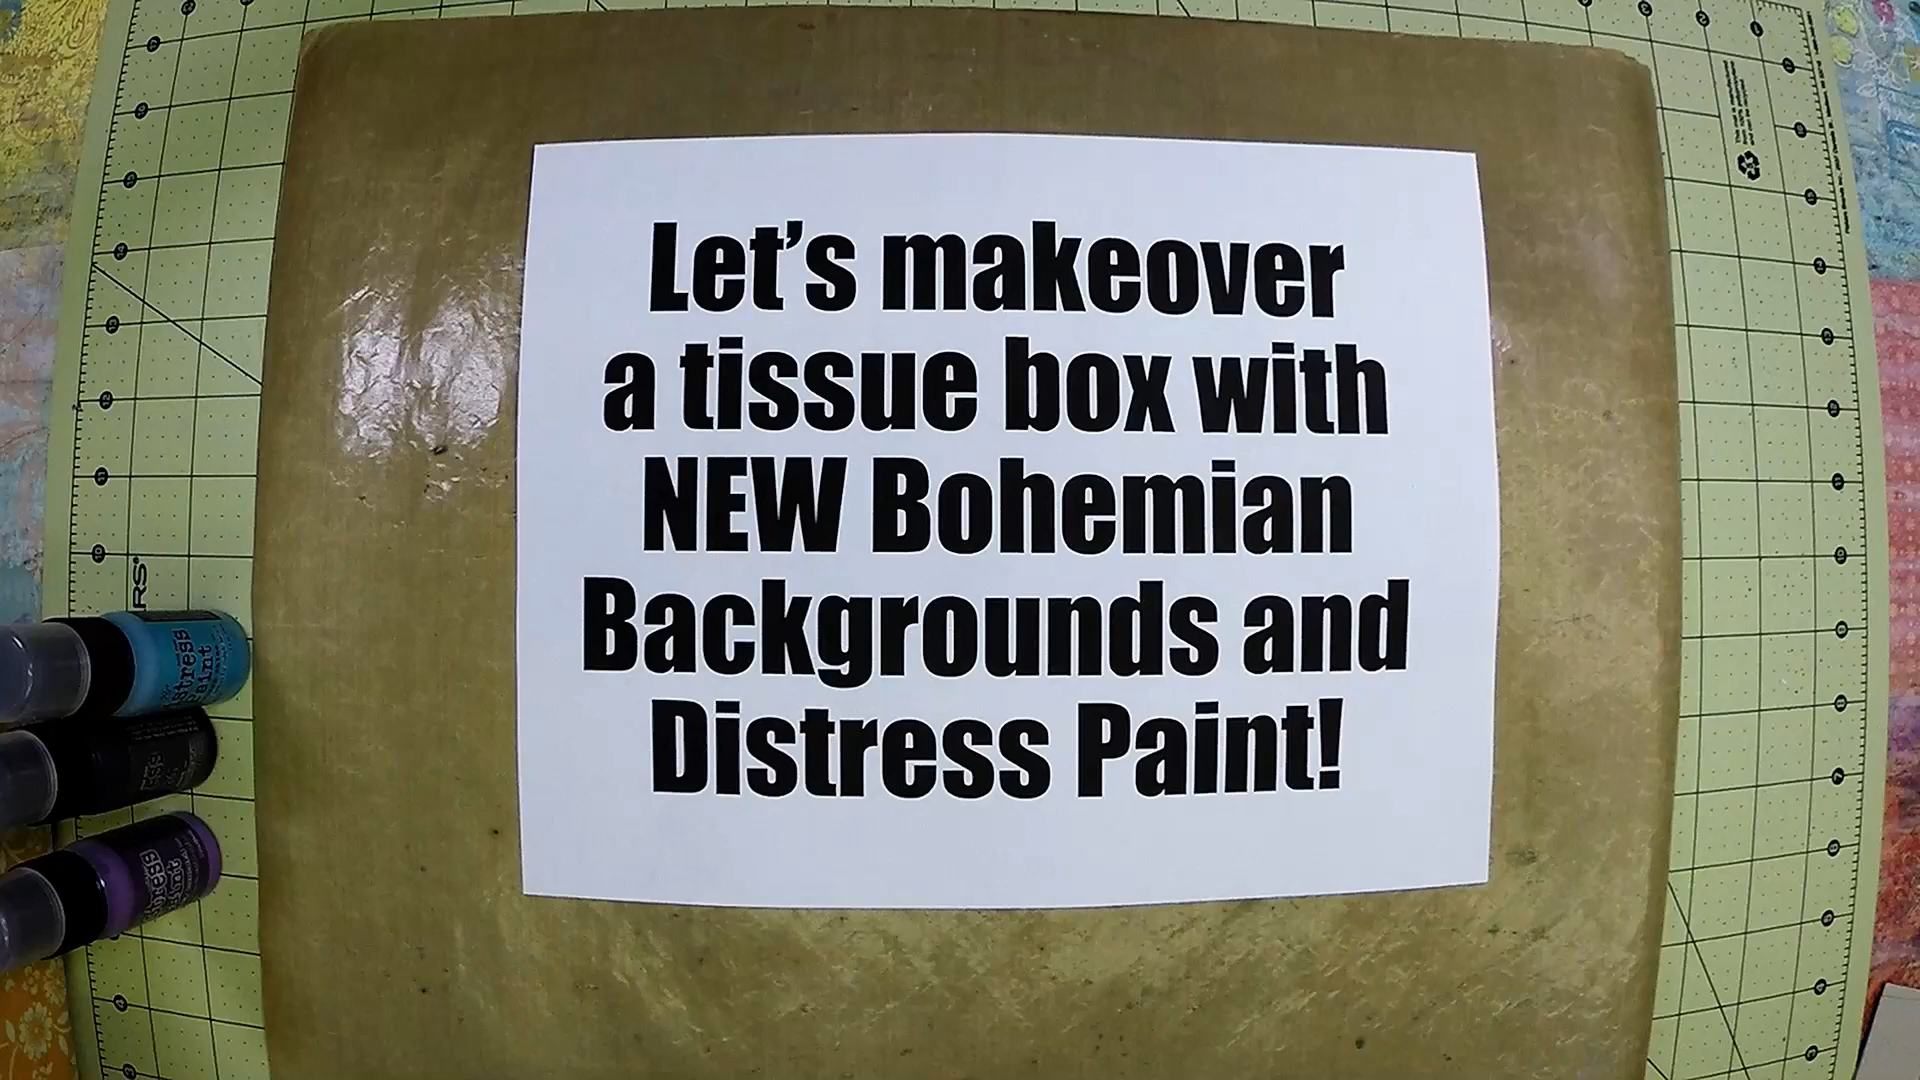 Let's makeover
a tissue box with
NEW Bohemian
Backgrounds and
Distress Paint!